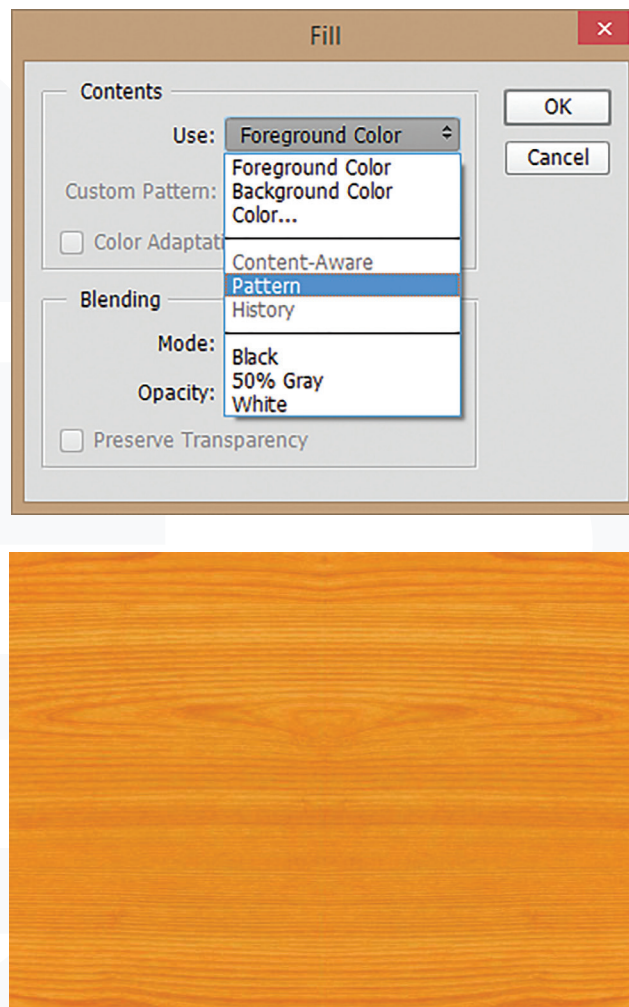 Fill
Contents
OK
Use: Foreground Color
Cancel
Foreground Color
Custom Pattern: Background Color
Color...
Color Adaptati
Content-Aware
Pattern
Blending
History
Mode:
Black
50% Gray
Opacity:
White
Preserve Transparency